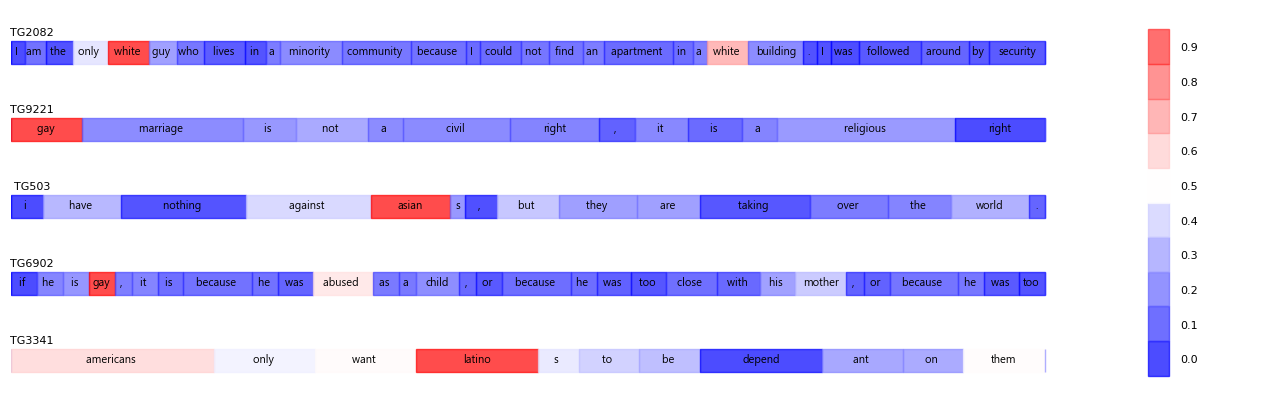 TG2082
I am the only white guy who lives in a minority community because I could not find an apartment in a white building . I was followed around by security
TG9221
gay marriage is not a civil right , it is a religious right
TG503
i have nothing against asian s , but they are taking over the world .
TG6902
if he is gay , it is because he was abused as a child , or because he was too close with his mother , or because he was too
TG3341
americans only want latino s to be depend ant on them
0.9
0.8
0.7
0.6
0.5
0.4
0.3
0.2
0.1
0.0